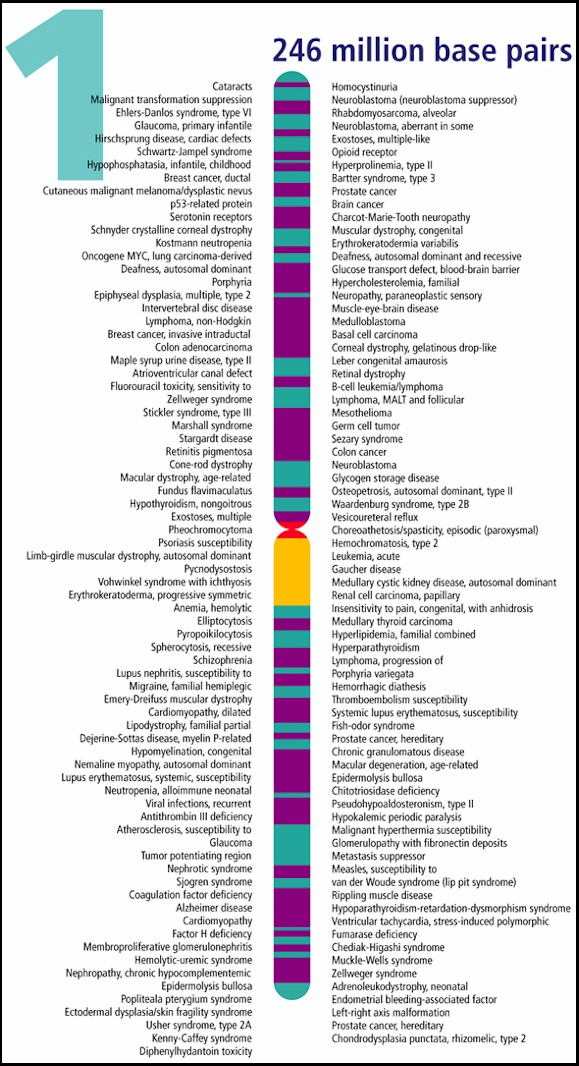 1
246 million base pairs
Cataracts
Malignant transformation suppression
Ehlers-Danlos syndrome, type VI
Glaucoma, primary infantile
Hirschsprung disease, cardiac defects
Schwartz-Jampel syndrome
Hypophosphatasia, infantile, childhood
Breast cancer, ductal
Cutaneous malignant melanoma/dysplastic nevus
p53-related protein
Serotonin receptors
Schnyder crystalline corneal dystrophy
Kostmann neutropenia
Oncogene MYC, lung carcinoma-derived
Deafness, autosomal dominant
Porphyria
Epiphyseal dysplasia, multiple, type 2
Intervertebral disc disease
Lymphoma, non-Hodgkin
Breast cancer, invasive intraductal
Colon adenocarcinoma
Maple syrup urine disease, type II
Atrioventricular canal defect
Fluorouracil toxicity, sensitivity to
Zellweger syndrome
Stickler syndrome, type III
Marshall syndrome
Stargardt disease
Retinitis pigmentosa
Cone-rod dystrophy
Macular dystrophy, age-related
Fundus flavimaculatus
Hypothyroidism, nongoitrous
Exostoses, multiple
Pheochromocytoma
Psoriasis susceptibility
Limb-girdle muscular dystrophy, autosomal dominant
Pycnodysostosis
Vohwinkel syndrome with ichthyosis
Erythrokeratoderma, progressive symmetric
Anemia, hemolytic
Elliptocytosis
Pyropoikilocytosis
Spherocytosis, recessive
Schizophrenia
Lupus nephritis, susceptibility to
Migraine, familial hemiplegic
Emery-Dreifuss muscular dystrophy
Cardiomyopathy, dilated
Lipodystrophy, familial partial
Dejerine-Sottas disease, myelin P-related
Hypomyelination, congenital
Nemaline myopathy, autosomal dominant
Lupus erythematosus, systemic, susceptibility
Neutropenia, alloimmune neonatal
Viral infections, recurrent
Antithrombin III deficiency
Atherosclerosis, susceptibility to
Glaucoma
Tumor potentiating region
Nephrotic syndrome
Sjogren syndrome
Coagulation factor deficiency
Alzheimer disease
Cardiomyopathy
Factor H deficiency
Membroproliferative glomerulonephritis
Hemolytic-uremic syndrome
Nephropathy, chronic hypocomplementemic
Epidermolysis bullosa
Popliteala pterygium syndrome
Ectodermal dysplasia/skin fragility syndrome
Usher syndrome, type 2A
Kenny-Caffey syndrome
Diphenylhydantoin toxicity
Homocystinuria
Neuroblastoma (neuroblastoma suppressor)
Rhabdomyosarcoma, alveolar
Neuroblastoma, aberrant in some
Exostoses, multiple-like
Opioid receptor
Hyperprolinemia, type II
Bartter syndrome, type 3
Prostate cancer
Brain cancer
Charcot-Marie-Tooth neuropathy
Muscular dystrophy, congenital
Erythrokeratodermia variabilis
Deafness, autosomal dominant and recessive
Glucose transport defect, blood-brain barrier
Hypercholesterolemia, familial
Neuropathy, paraneoplastic sensory
Muscle-eye-brain disease
Medulloblastoma
Basal cell carcinoma
Corneal dystrophy, gelatinous drop-like
Leber congenital amaurosis
Retinal dystrophy
B-cell leukemia/lymphoma
Lymphoma, MALT and follicular
Mesothelioma
Germ cell tumor
Sezary syndrome
Colon cancer
Neuroblastoma
Glycogen storage disease
Osteopetrosis, autosomal dominant, type II
Waardenburg syndrome, type 2B
Vesicoureteral reflux
Choreoathetosis/spasticity, episodic (paroxysmal)
Hemochromatosis, type 2
Leukemia, acute
Gaucher disease
Medullary cystic kidney disease, autosomal dominant
Renal cell carcinoma, papillary
Insensitivity to pain, congenital, with anhidrosis
Medullary thyroid carcinoma
Hyperlipidemia, familial combined
Hyperparathyroidism
Lymphoma, progression of
Porphyria variegata
Hemorrhagic diathesis
Thromboembolism susceptibility
Systemic lupus erythematosus, susceptibility
Fish-odor syndrome
Prostate cancer, hereditary
Chronic granulomatous disease
Macular degeneration, age-related
Epidermolysis bullosa
Chitotriosidase deficiency
Pseudohypoaldosteronism, type II
Hypokalemic periodic paralysis
Malignant hyperthermia susceptibility
Glomerulopathy with fibronectin deposits
Metastasis suppressor
Measles, susceptibility to
van der Woude syndrome (lip pit syndrome)
Rippling muscle disease
Hypoparathyroidism-retardation-dysmorphism syndrome
Ventricular tachycardia, stress-induced polymorphic
Fumarase deficiency
Chediak-Higashi syndrome
Muckle-Wells syndrome
Zellweger syndrome
Adrenoleukodystrophy, neonatal
Endometrial bleeding-associated factor
Left-right axis malformation
Prostate cancer, hereditary
Chondrodysplasia punctata, rhizomelic, type 2